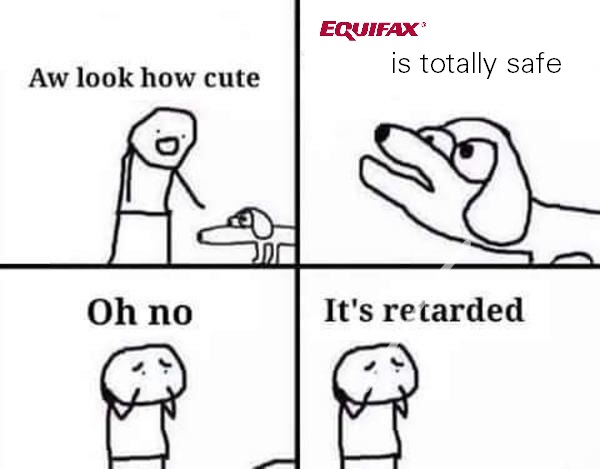 Aw look how cute
EQUIFAX®
is totally safe
Oh no
It's retarded